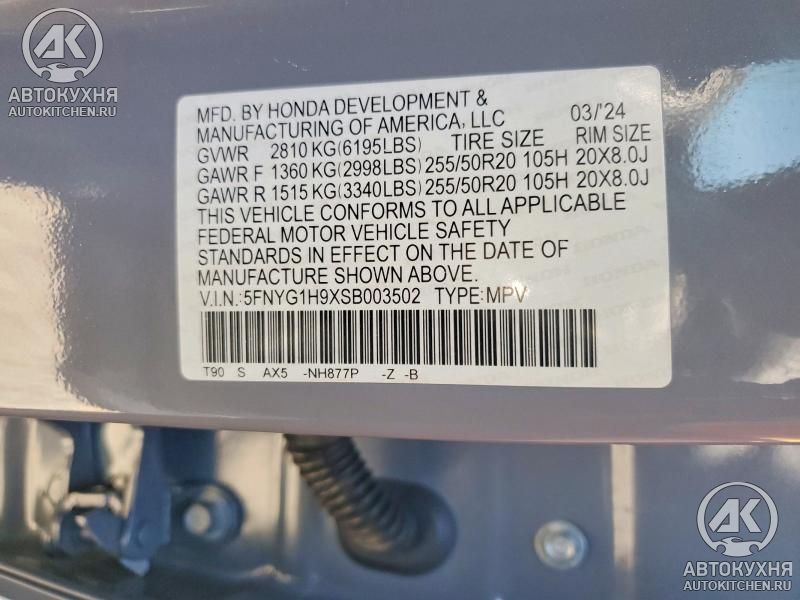 AK
АВТОКУХНЯ
AUTOKITCHEN.RU
MFD. BY HONDA DEVELOPMENT &
MANUFACTURING OF AMERICA, LLC 03/'24
GVWR 2810 KG(6195LBS) TIRE SIZE RIM SIZE
GAWR F 1360 KG(2998LBS) 255/50R20 105H 20X8.0J
GAWR R 1515 KG(3340LBS) 255/50R20 105H 20X8.0J
THIS VEHICLE CONFORMS TO ALL APPLICABLE
FEDERAL MOTOR VEHICLE SAFETY
STANDARDS IN EFFECT ON THE DATE OF
MANUFACTURE SHOWN ABOVE.
V.I.N.:5FNYG1H9XSB003502 TYPE:MPV
T90 S AX5 -NH877P -Z -B
AK
АВТОКУХНЯ
AUTOKITCHEN.RU